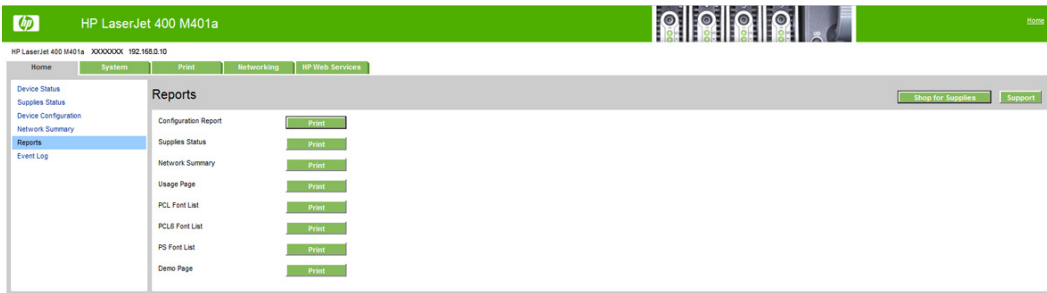 hp HP LaserJet 400 M401a Home
HP LaserJet 400 M401a XXXXXXX 192.168.0.10
Home System Print Networking HP Web Services
Device Status
Supplies Status
Device Configuration
Network Summary
Reports
Event Log
Reports Shop for Supplies Support
Configuration Report Print
Supplies Status Print
Network Summary Print
Usage Page Print
PCL Font List Print
PCL6 Font List Print
PS Font List Print
Demo Page Print